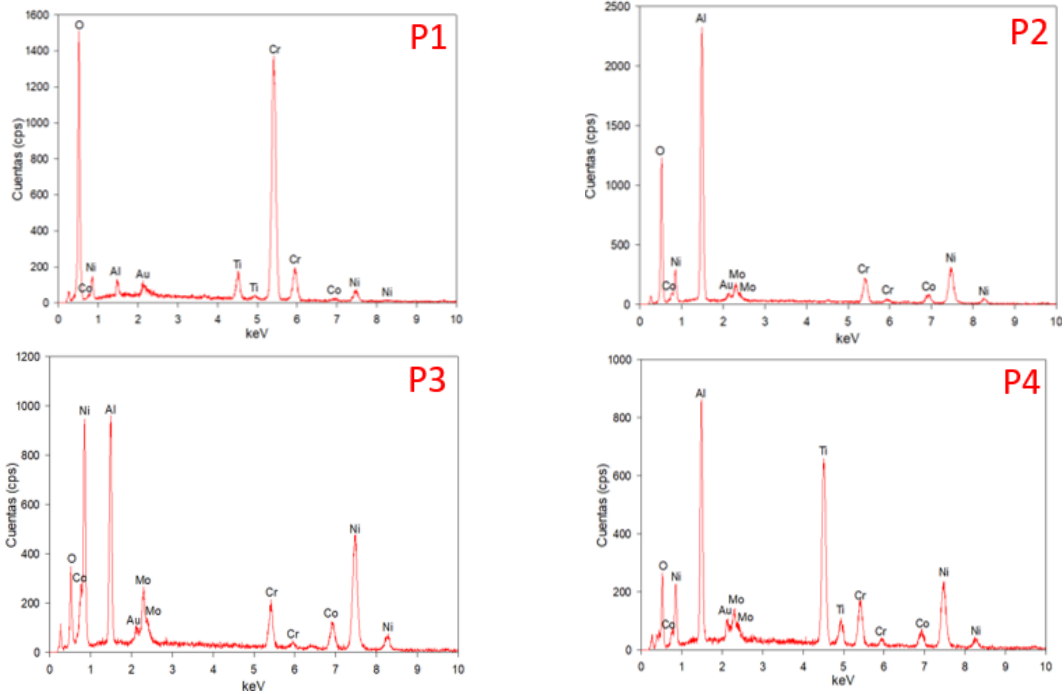 P1
Cuentas (cps)
1600
1400
1200
1000
800
600
400
200
0
O
Co
Ni
Al
Au
Ti
Ti
Cr
Cr
Co
Ni
Ni
0 1 2 3 4 5 6 7 8 9 10
keV
P2
Cuentas (cps)
2500
2000
1500
1000
500
0
O
Co
Ni
Al
Au
Mo
Mo
Cr
Cr
Co
Ni
Ni
0 1 2 3 4 5 6 7 8 9 10
keV
P3
Cuentas (cps)
1200
1000
800
600
400
200
0
O
Co
Ni
Al
Au
Mo
Mo
Cr
Cr
Co
Ni
Ni
0 1 2 3 4 5 6 7 8 9 10
keV
P4
Cuentas (cps)
1000
800
600
400
200
0
O
Co
Ni
Al
Au
Mo
Mo
Ti
Ti
Cr
Cr
Co
Ni
Ni
0 1 2 3 4 5 6 7 8 9 10
keV